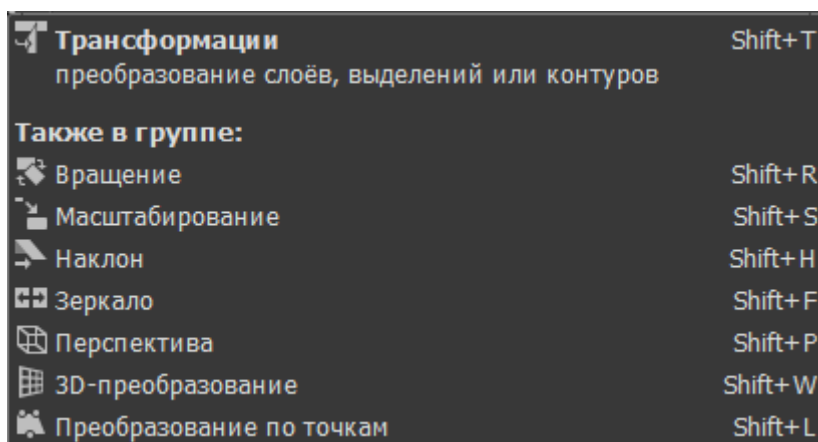 Трансформации Shift+T
преобразование слоёв, выделений или контуров
Также в группе:
Вращение Shift+R
Масштабирование Shift+S
Наклон Shift+H
Зеркало Shift+F
Перспектива Shift+P
3D-преобразование Shift+W
Преобразование по точкам Shift+L